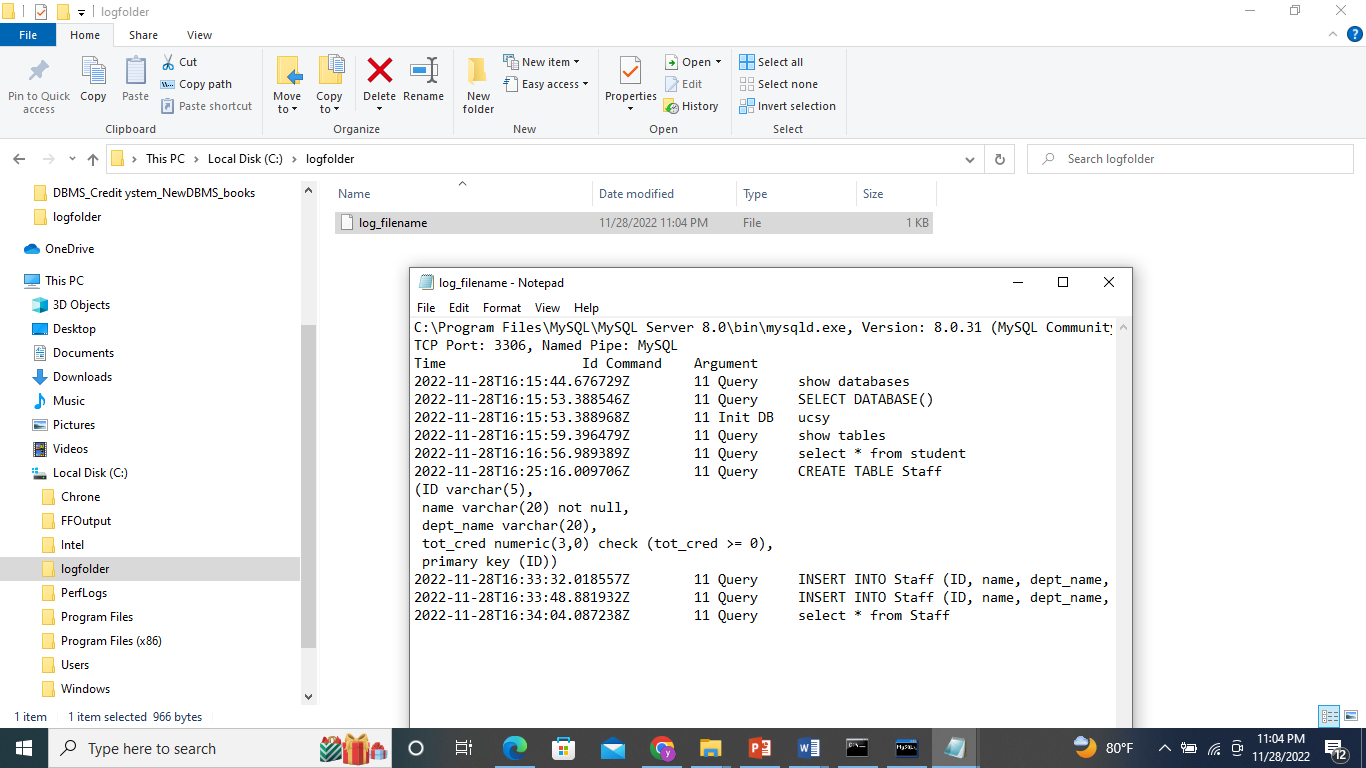 logfolder
File Home Share View
Pin to Quick access
Copy
Paste
Cut
Copy path
Paste shortcut
Clipboard
Move to
Copy to
Delete
Rename
Organize
New folder
New item
Easy access
New
Properties
Open
Edit
History
Open
Select all
Select none
Invert selection
Select
This PC > Local Disk (C:) > logfolder
Search logfolder
DBMS_Credit ystem_NewDBMS_books
logfolder
OneDrive
This PC
3D Objects
Desktop
Documents
Downloads
Music
Pictures
Videos
Local Disk (C:)
Chrone
FFOutput
Intel
logfolder
PerfLogs
Program Files
Program Files (x86)
Users
Windows
Name Date modified Type Size
log_filename 11/28/2022 11:04 PM File 1 KB
log_filename - Notepad
File Edit Format View Help
C:\Program Files\MySQL\MySQL Server 8.0\bin\mysqld.exe, Version: 8.0.31 (MySQL Community
TCP Port: 3306, Named Pipe: MySQL
Time Id Command Argument
2022-11-28T16:15:44.676729Z 11 Query show databases
2022-11-28T16:15:53.388546Z 11 Query SELECT DATABASE()
2022-11-28T16:15:53.388968Z 11 Init DB ucsy
2022-11-28T16:15:59.396479Z 11 Query show tables
2022-11-28T16:16:56.989389Z 11 Query select * from student
2022-11-28T16:25:16.009706Z 11 Query CREATE TABLE Staff
(ID varchar(5),
name varchar(20) not null,
dept_name varchar(20),
tot_cred numeric(3,0) check (tot_cred >= 0),
primary key (ID))
2022-11-28T16:33:32.018557Z 11 Query INSERT INTO Staff (ID, name, dept_name,
2022-11-28T16:33:48.881932Z 11 Query INSERT INTO Staff (ID, name, dept_name,
2022-11-28T16:34:04.087238Z 11 Query select * from Staff
1 item 1 item selected 966 bytes
Type here to search
80°F
11:04 PM
11/28/2022
12